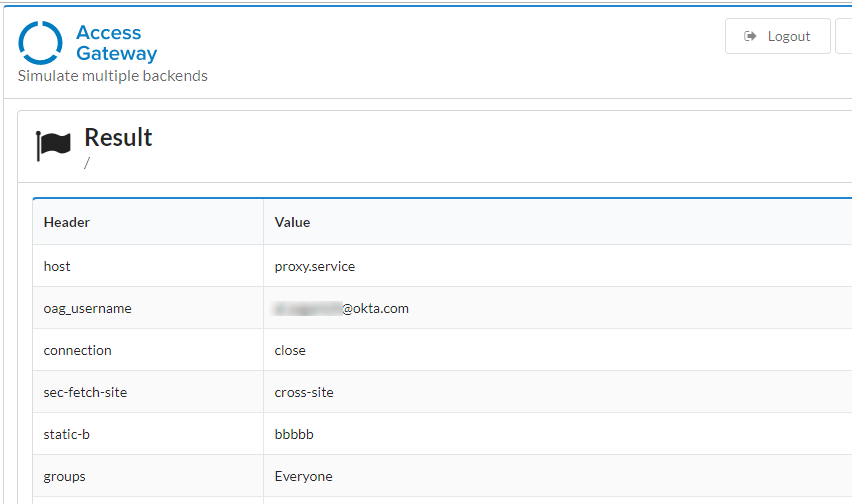 Access
Gateway
Logout
Simulate multiple backends
Result
/
Header Value
host proxy.service
oag_username @okta.com
connection close
sec-fetch-site cross-site
static-b bbbbb
groups Everyone